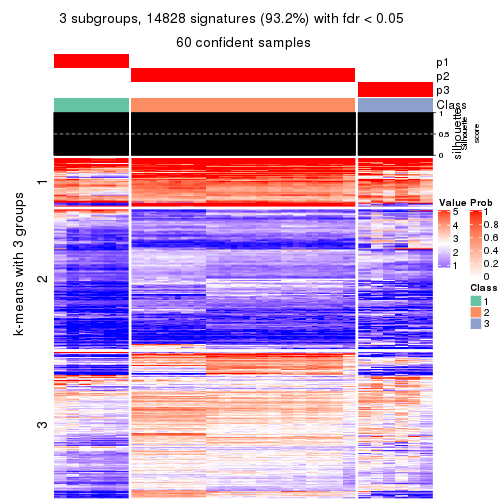 3 subgroups, 14828 signatures (93.2%) with fdr < 0.05
60 confident samples
p1
p2
p3
Class
1
0.5
0
silhouette
Silhouette
score
k-means with 3 groups
1
2
3
Value
5
4
3
2
1
Prob
1
0.8
0.6
0.4
0.2
0
Class
1
2
3